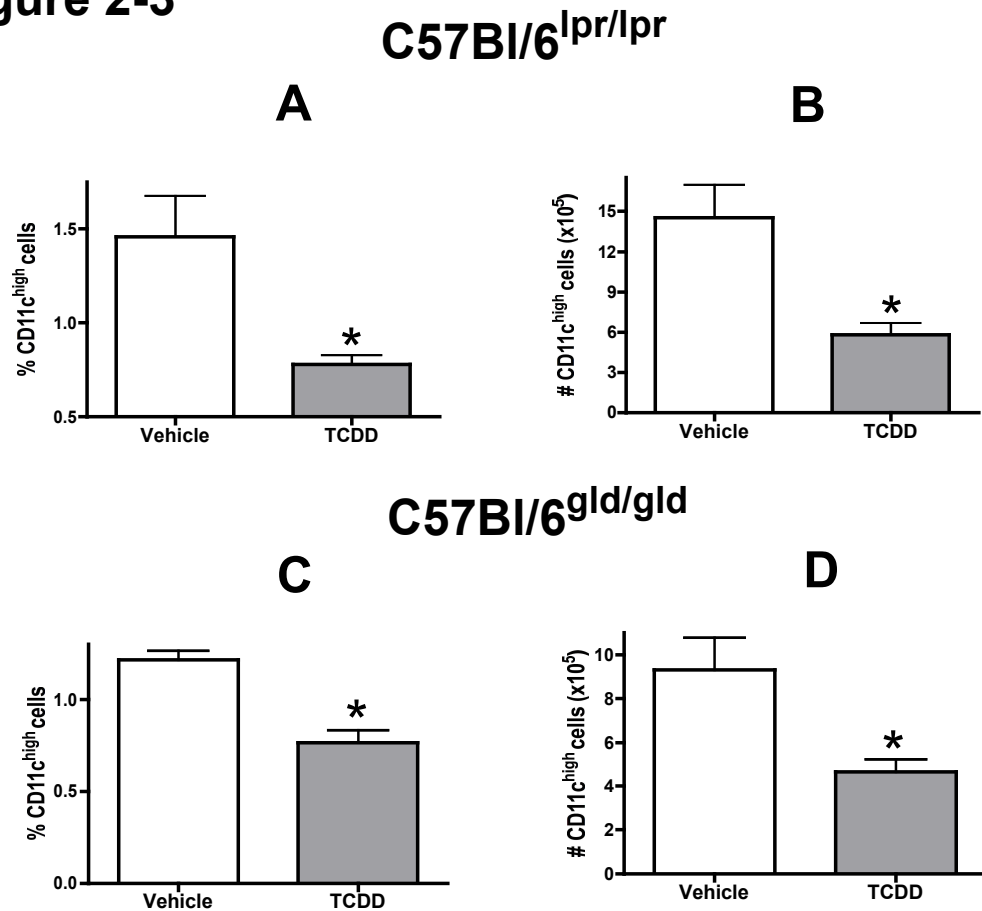 gure 2-3
C57Bl/6lpr/lpr
A
B
% CD11chigh cells
1.5
1.0
0.5
*
Vehicle
TCDD
# CD11chigh cells (x105)
15
12
9
6
3
0
*
Vehicle
TCDD
C57Bl/6gld/gld
C
D
% CD11chigh cells
1.0
0.5
0.0
*
Vehicle
TCDD
# CD11chigh cells (x105)
10
8
6
4
2
0
*
Vehicle
TCDD